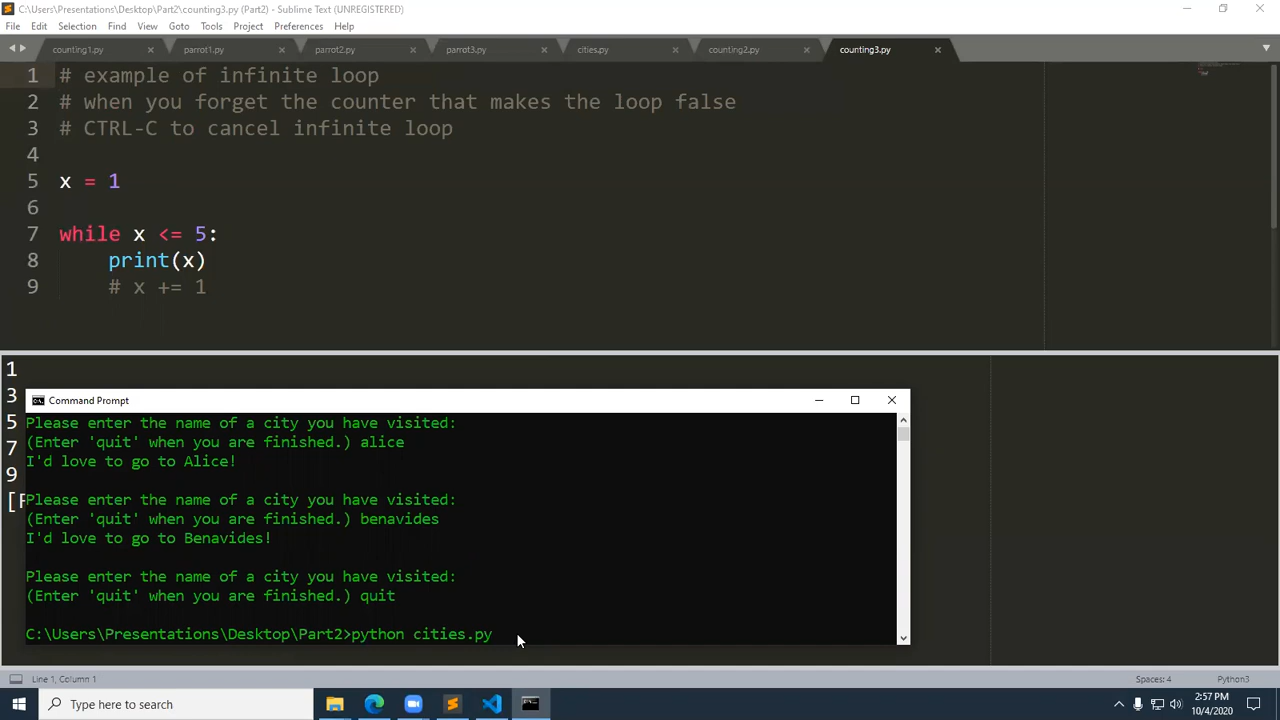 C:\Users\Presentations\Desktop\Part2\counting3.py (Part2) - Sublime Text (UNREGISTERED)
File Edit Selection Find View Goto Tools Project Preferences Help
counting1.py parrot1.py parrot2.py parrot3.py cities.py counting2.py counting3.py
1 # example of infinite loop
2 # when you forget the counter that makes the loop false
3 # CTRL-C to cancel infinite loop
4
5 x = 1
6
7 while x <= 5:
8 print(x)
9 # x += 1
1
3
5
7
9
[F
Command Prompt
Please enter the name of a city you have visited:
(Enter 'quit' when you are finished.) alice
I'd love to go to Alice!
Please enter the name of a city you have visited:
(Enter 'quit' when you are finished.) benavides
I'd love to go to Benavides!
Please enter the name of a city you have visited:
(Enter 'quit' when you are finished.) quit
C:\Users\Presentations\Desktop\Part2>python cities.py
Line 1, Column 1 Spaces: 4 Python3
Type here to search
2:57 PM
10/4/2020